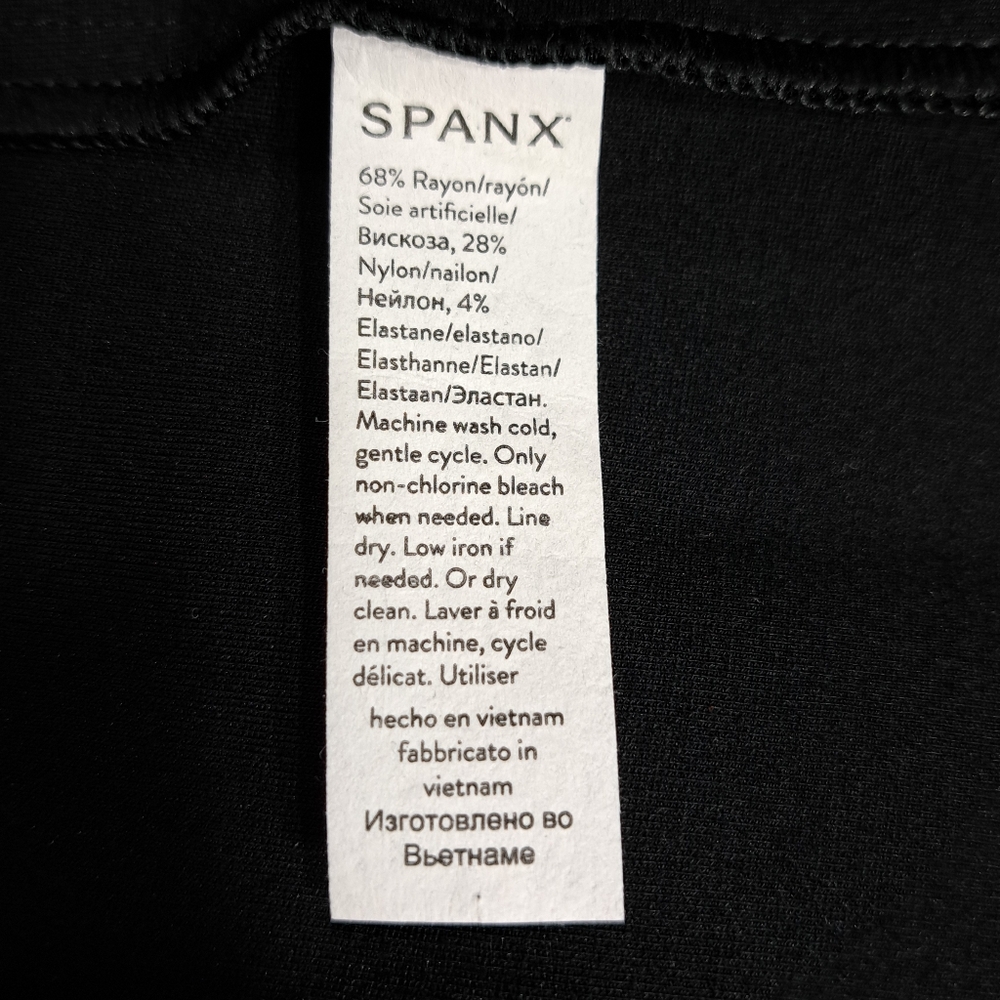 SPANX®
68% Rayon/rayón/
Soie artificielle/
Вискоза, 28%
Nylon/nailon/
Нейлон, 4%
Elastane/elastano/
Elasthanne/Elastan/
Elastaan/Эластан.
Machine wash cold,
gentle cycle. Only
non-chlorine bleach
when needed. Line
dry. Low iron if
needed. Or dry
clean. Laver à froid
en machine, cycle
délicat. Utiliser
hecho en vietnam
fabbricato in
vietnam
Изготовлено во
Вьетнаме